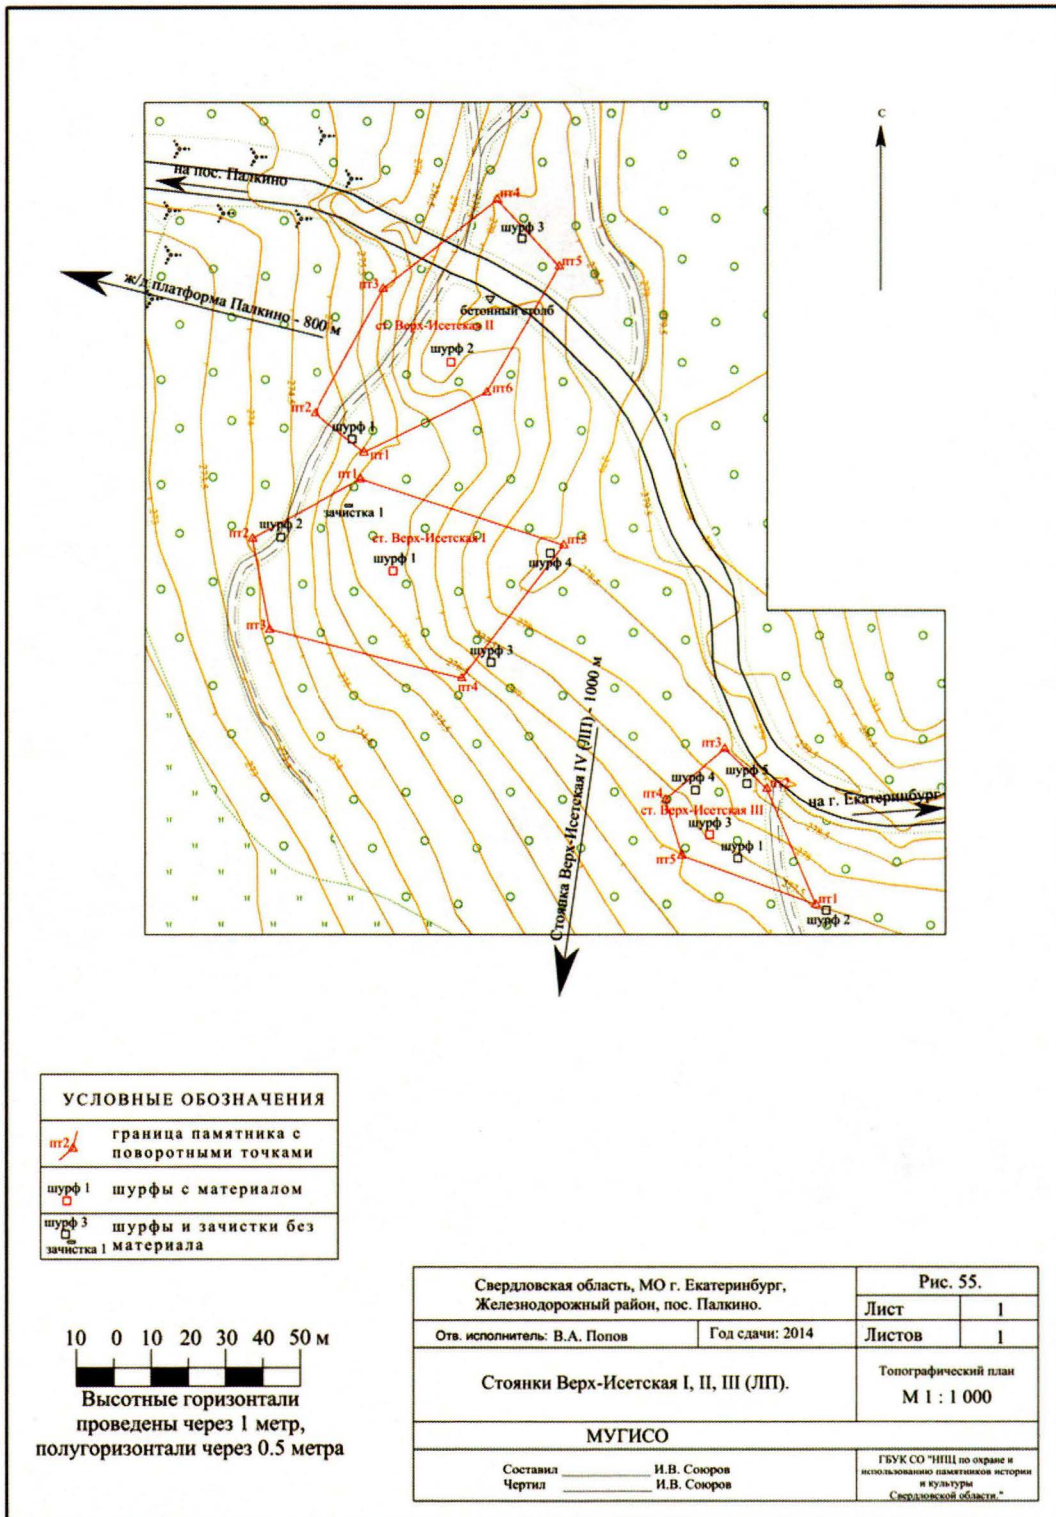 с
на пос. Палкино
ж/д платформа Палкино - 800 м
пт4
шурф 3
пт5
пт3
бетонный столб
ст. Верх-Исетская II
шурф 2
пт6
пт2
шурф 1
пт1
пт1
зачистка 1
шурф 2
пт2
ст. Верх-Исетская I
пт5
шурф 1
шурф 4
пт3
шурф 3
пт4
Стоянка Верх-Исетская IV (ЛП) - 1000 м
пт3
шурф 4
шурф 5
пт2
пт4
на г. Екатеринбург
ст. Верх-Исетская III
шурф 3
пт5
шурф 1
пт1
шурф 2
УСЛОВНЫЕ ОБОЗНАЧЕНИЯ
пт2
граница памятника с
поворотными точками
шурф 1
шурфы с материалом
шурф 3
зачистка 1
шурфы и зачистки без
материала
10 0 10 20 30 40 50 м
Высотные горизонтали
проведены через 1 метр,
полугоризонтали через 0.5 метра
Свердловская область, МО г. Екатеринбург,
Железнодорожный район, пос. Палкино.
Рис. 55.
Лист 1
Отв. исполнитель: В.А. Попов
Год сдачи: 2014
Листов 1
Стоянки Верх-Исетская I, II, III (ЛП).
Топографический план
М 1 : 1 000
МУГИСО
Составил ____________ И.В. Союров
Чертил ____________ И.В. Союров
ГБУК СО "НПЦ по охране и
использованию памятников истории
и культуры
Свердловской области."